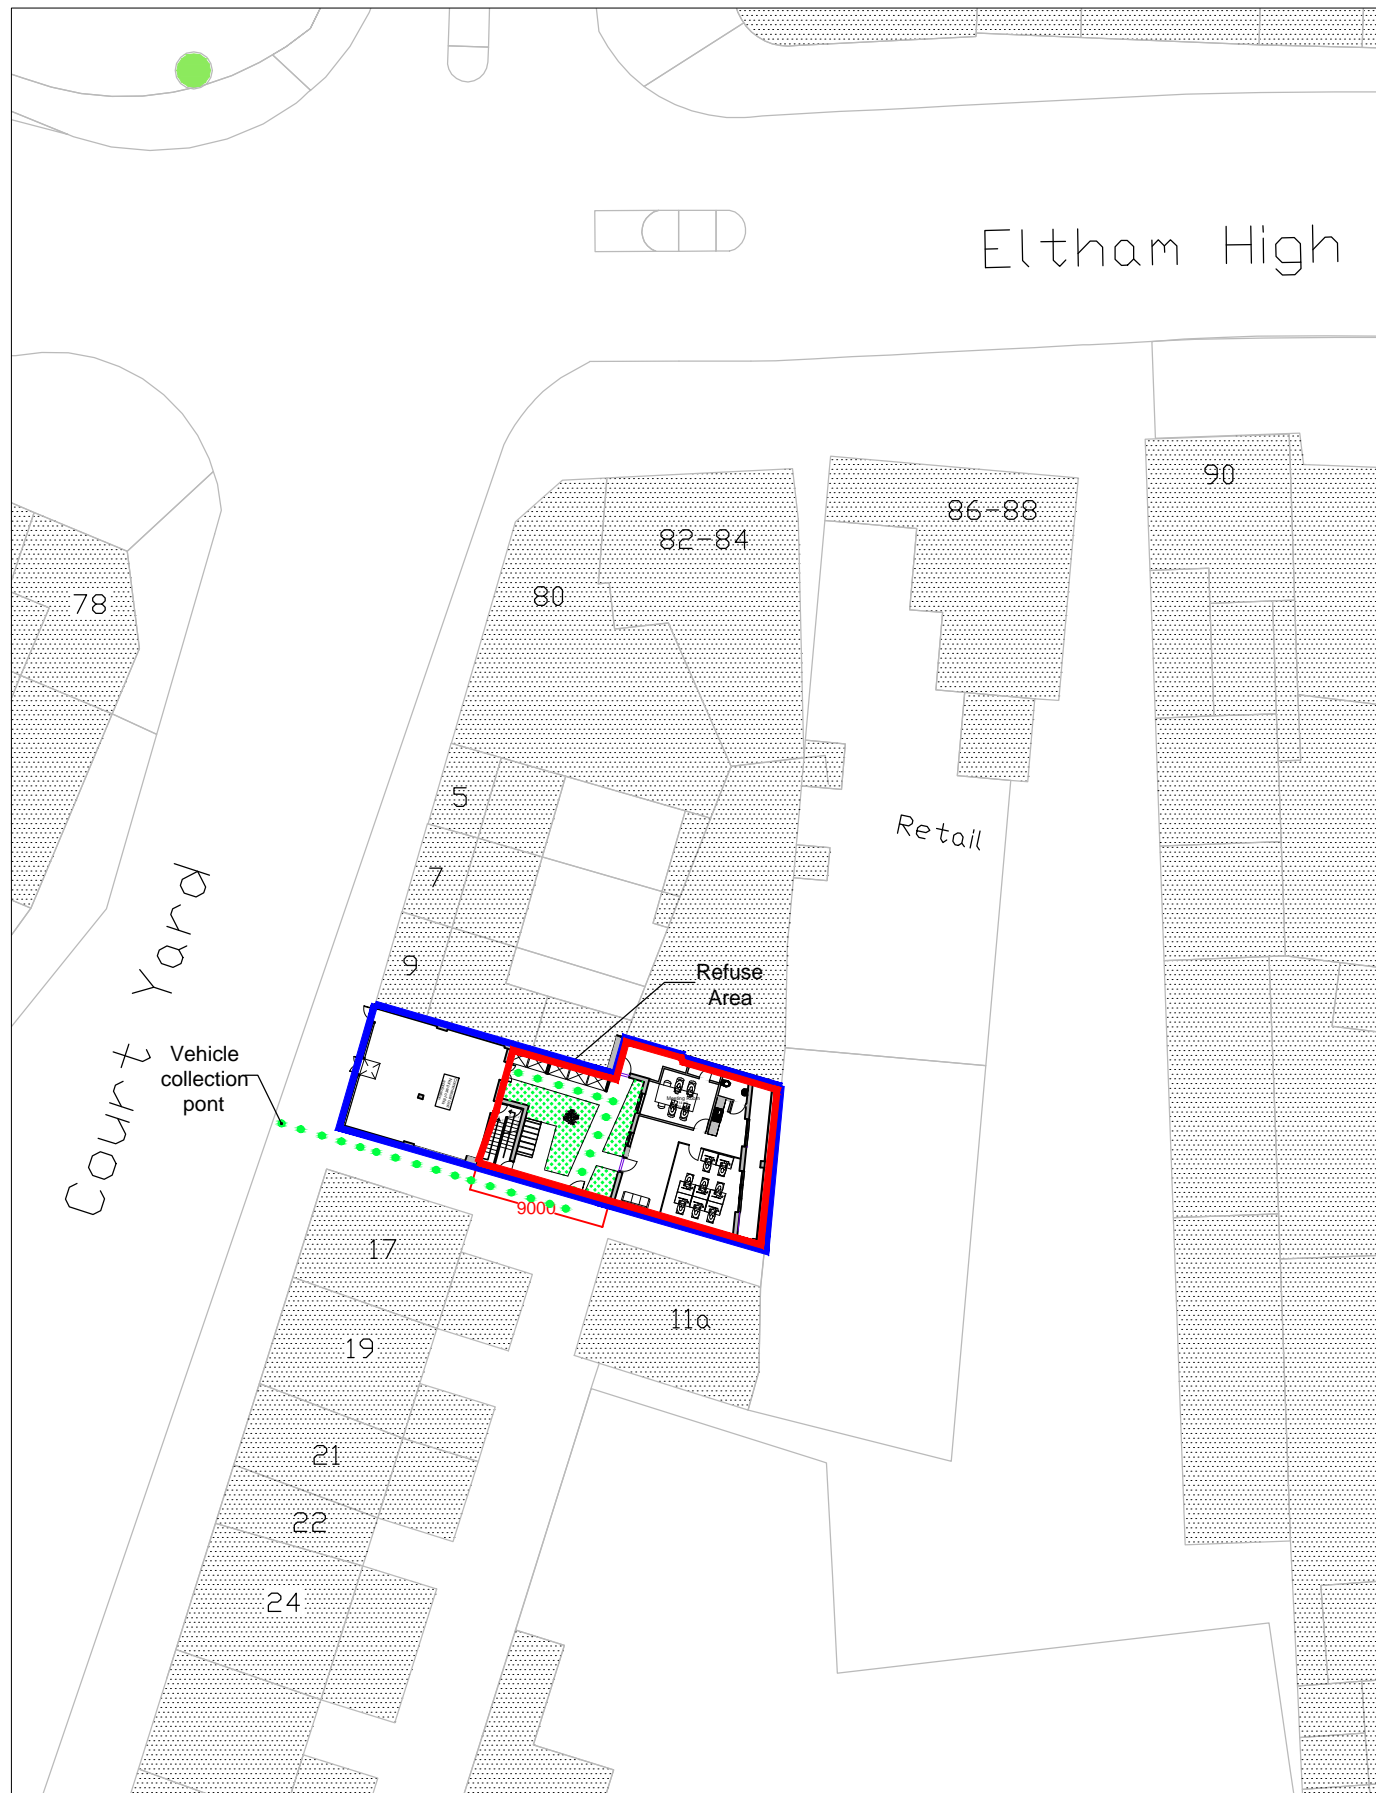 Eltham High
90
86-88
82-84
80
78
5
Retail
7
Court Yard
9
Refuse
Area
Vehicle
collection
pont
9000
17
11a
19
21
22
24